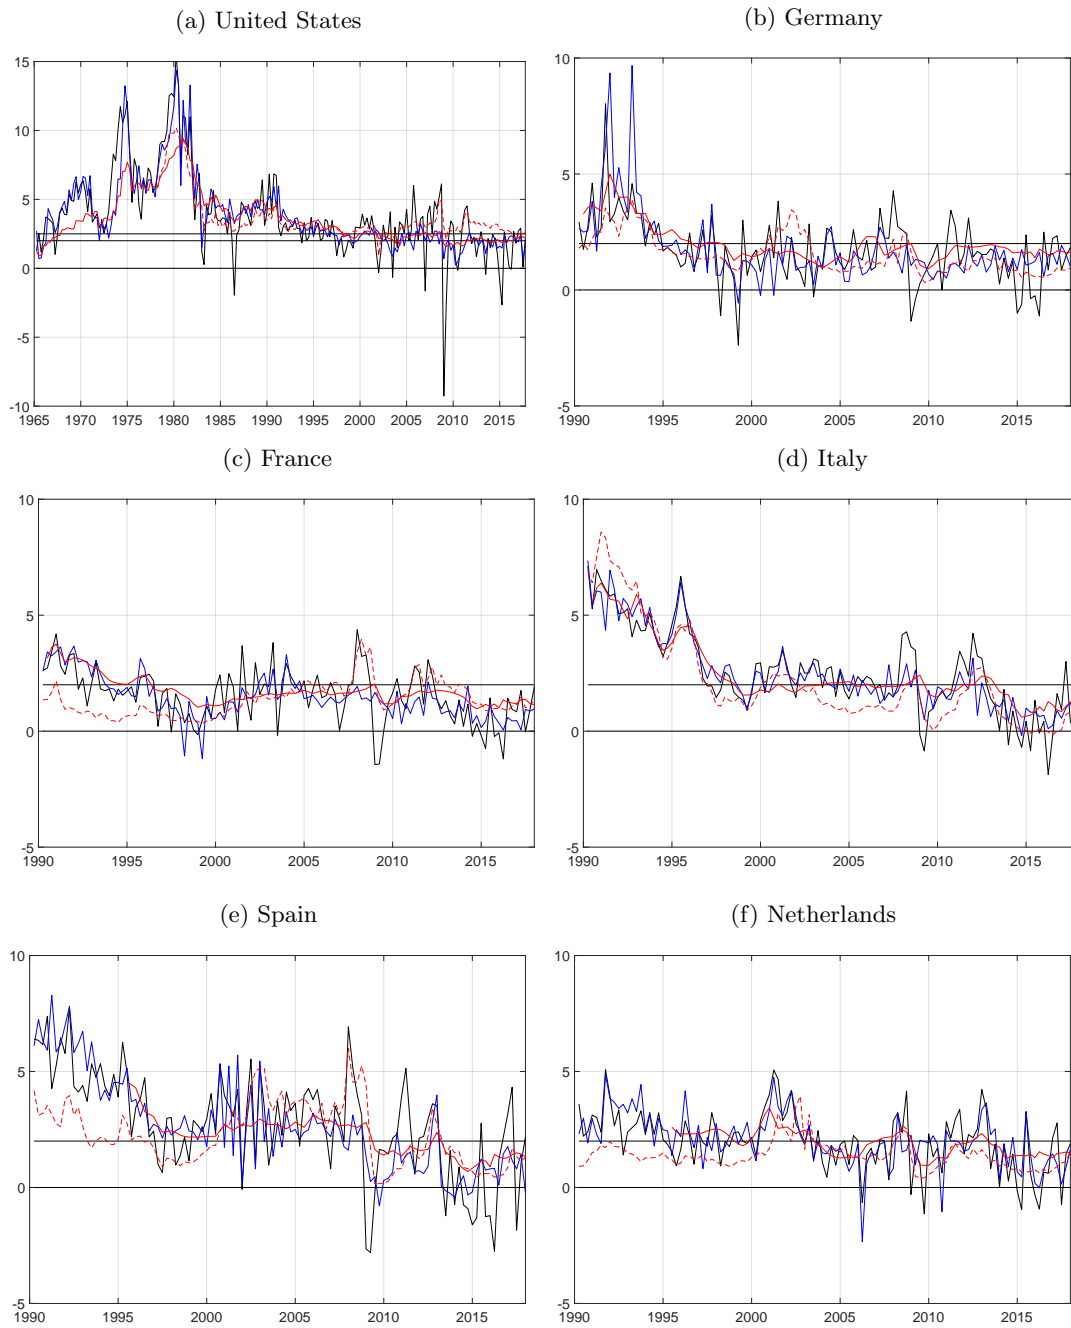 (a) United States
(b) Germany
15
10
5
0
-5
-10
1965 1970 1975 1980 1985 1990 1995 2000 2005 2010 2015
10
5
0
-5
1990 1995 2000 2005 2010 2015
(c) France
(d) Italy
10
5
0
-5
1990 1995 2000 2005 2010 2015
10
5
0
-5
1990 1995 2000 2005 2010 2015
(e) Spain
(f) Netherlands
10
5
0
-5
1990 1995 2000 2005 2010 2015
10
5
0
-5
1990 1995 2000 2005 2010 2015